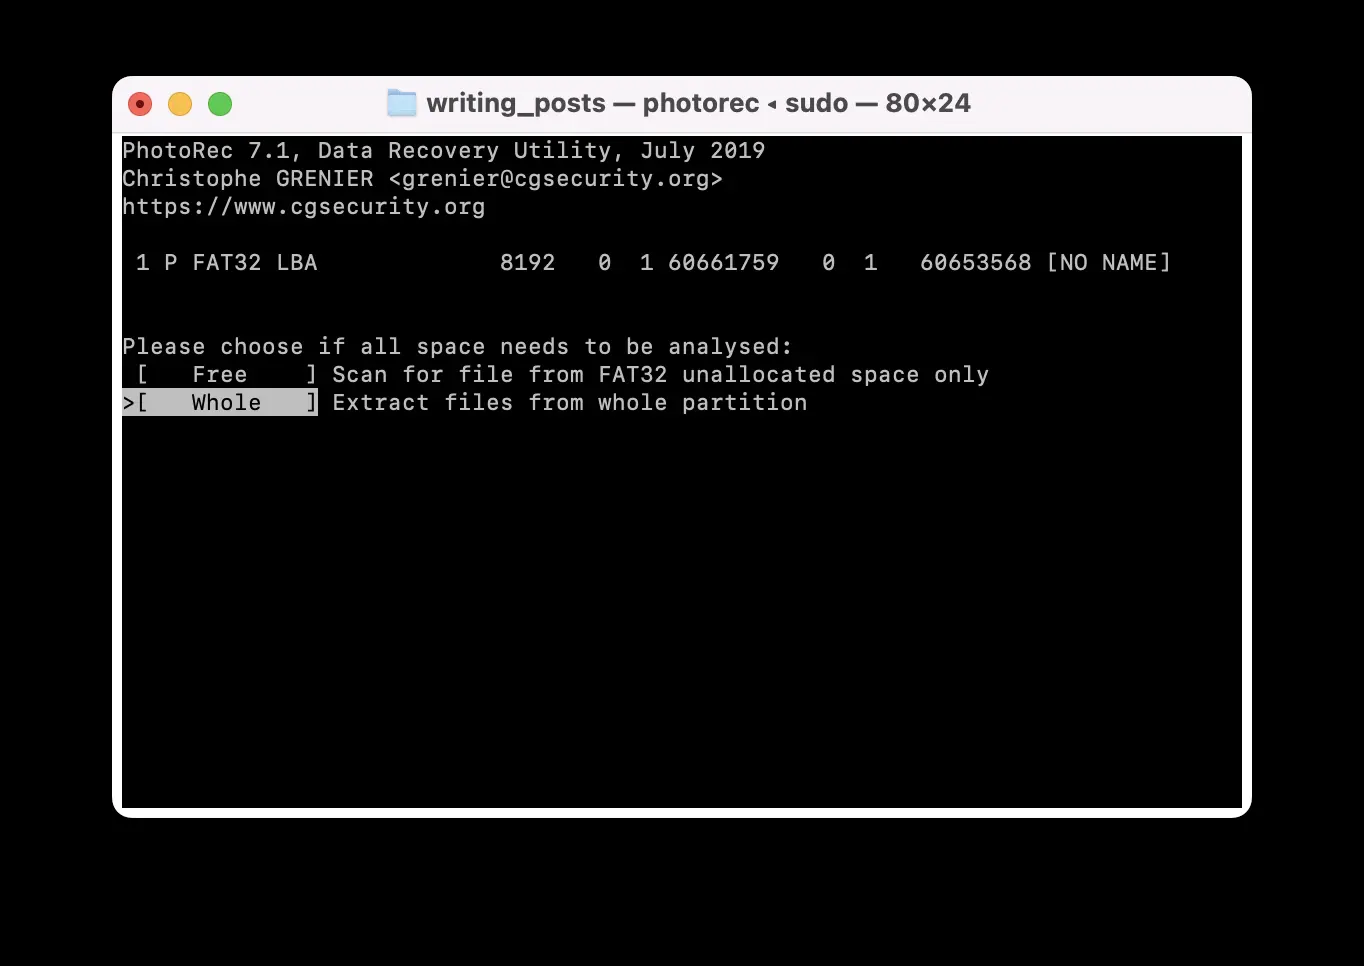 writing_posts — photorec ◂ sudo — 80×24
PhotoRec 7.1, Data Recovery Utility, July 2019
Christophe GRENIER <grenier@cgsecurity.org>
https://www.cgsecurity.org
1 P FAT32 LBA 8192 0 1 60661759 0 1 60653568 [NO NAME]
Please choose if all space needs to be analysed:
[ Free ] Scan for file from FAT32 unallocated space only
>[ Whole ] Extract files from whole partition